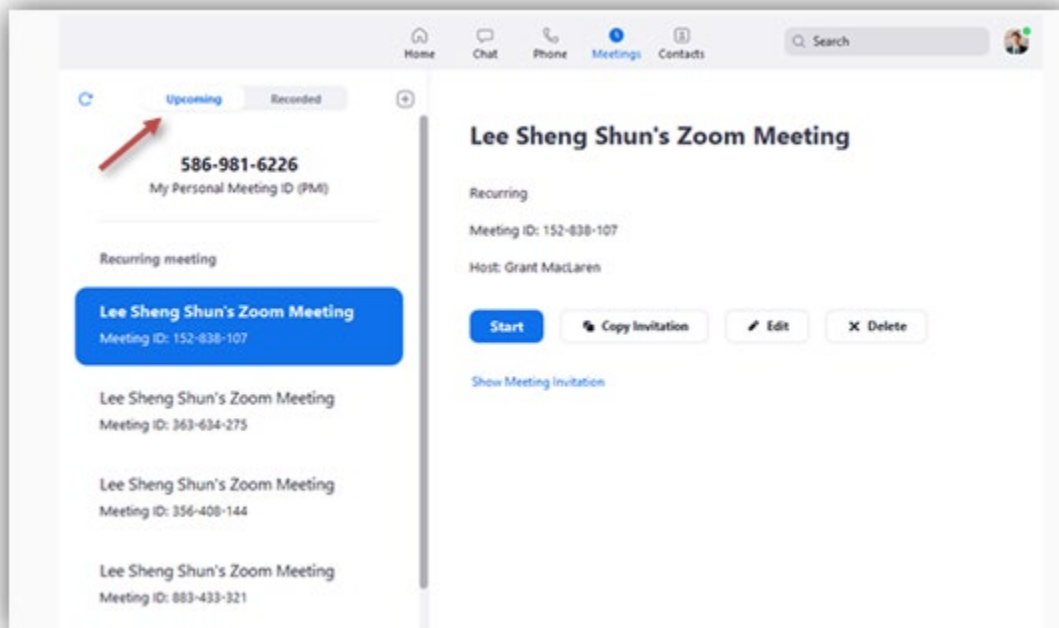 Home Chat Phone Meetings Contacts Search
Upcoming Recorded
586-981-6226
My Personal Meeting ID (PMI)
Recurring meeting
Lee Sheng Shun's Zoom Meeting
Meeting ID: 152-838-107
Lee Sheng Shun's Zoom Meeting
Meeting ID: 363-634-275
Lee Sheng Shun's Zoom Meeting
Meeting ID: 356-408-144
Lee Sheng Shun's Zoom Meeting
Meeting ID: 883-433-321
Lee Sheng Shun's Zoom Meeting
Recurring
Meeting ID: 152-838-107
Host: Grant MacLaren
Start Copy Invitation Edit Delete
Show Meeting Invitation